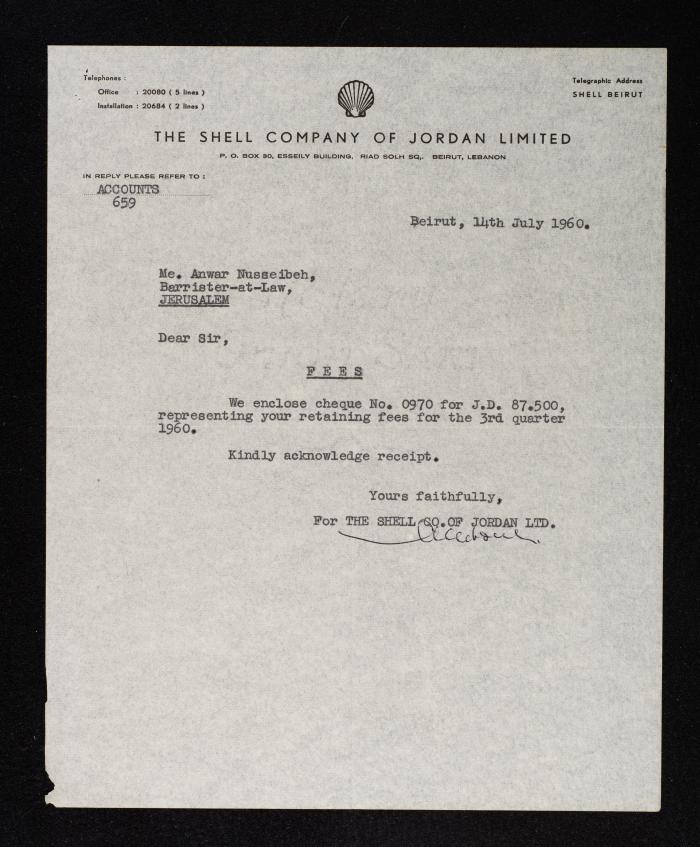 Telephones :
Office : 20080 ( 5 lines )
Installation : 20684 ( 2 lines )
Telegraphic Address
SHELL BEIRUT
THE SHELL COMPANY OF JORDAN LIMITED
P. O. BOX 90, ESSEILY BUILDING, RIAD SOLH SQ,. BEIRUT, LEBANON
IN REPLY PLEASE REFER TO :
ACCOUNTS
659
Beirut, 14th July 1960.
Me. Anwar Nusseibeh,
Barrister-at-Law,
JERUSALEM
Dear Sir,
F E E S
We enclose cheque No. 0970 for J.D. 87.500,
representing your retaining fees for the 3rd quarter
1960.
Kindly acknowledge receipt.
Yours faithfully,
For THE SHELL CO.OF JORDAN LTD.